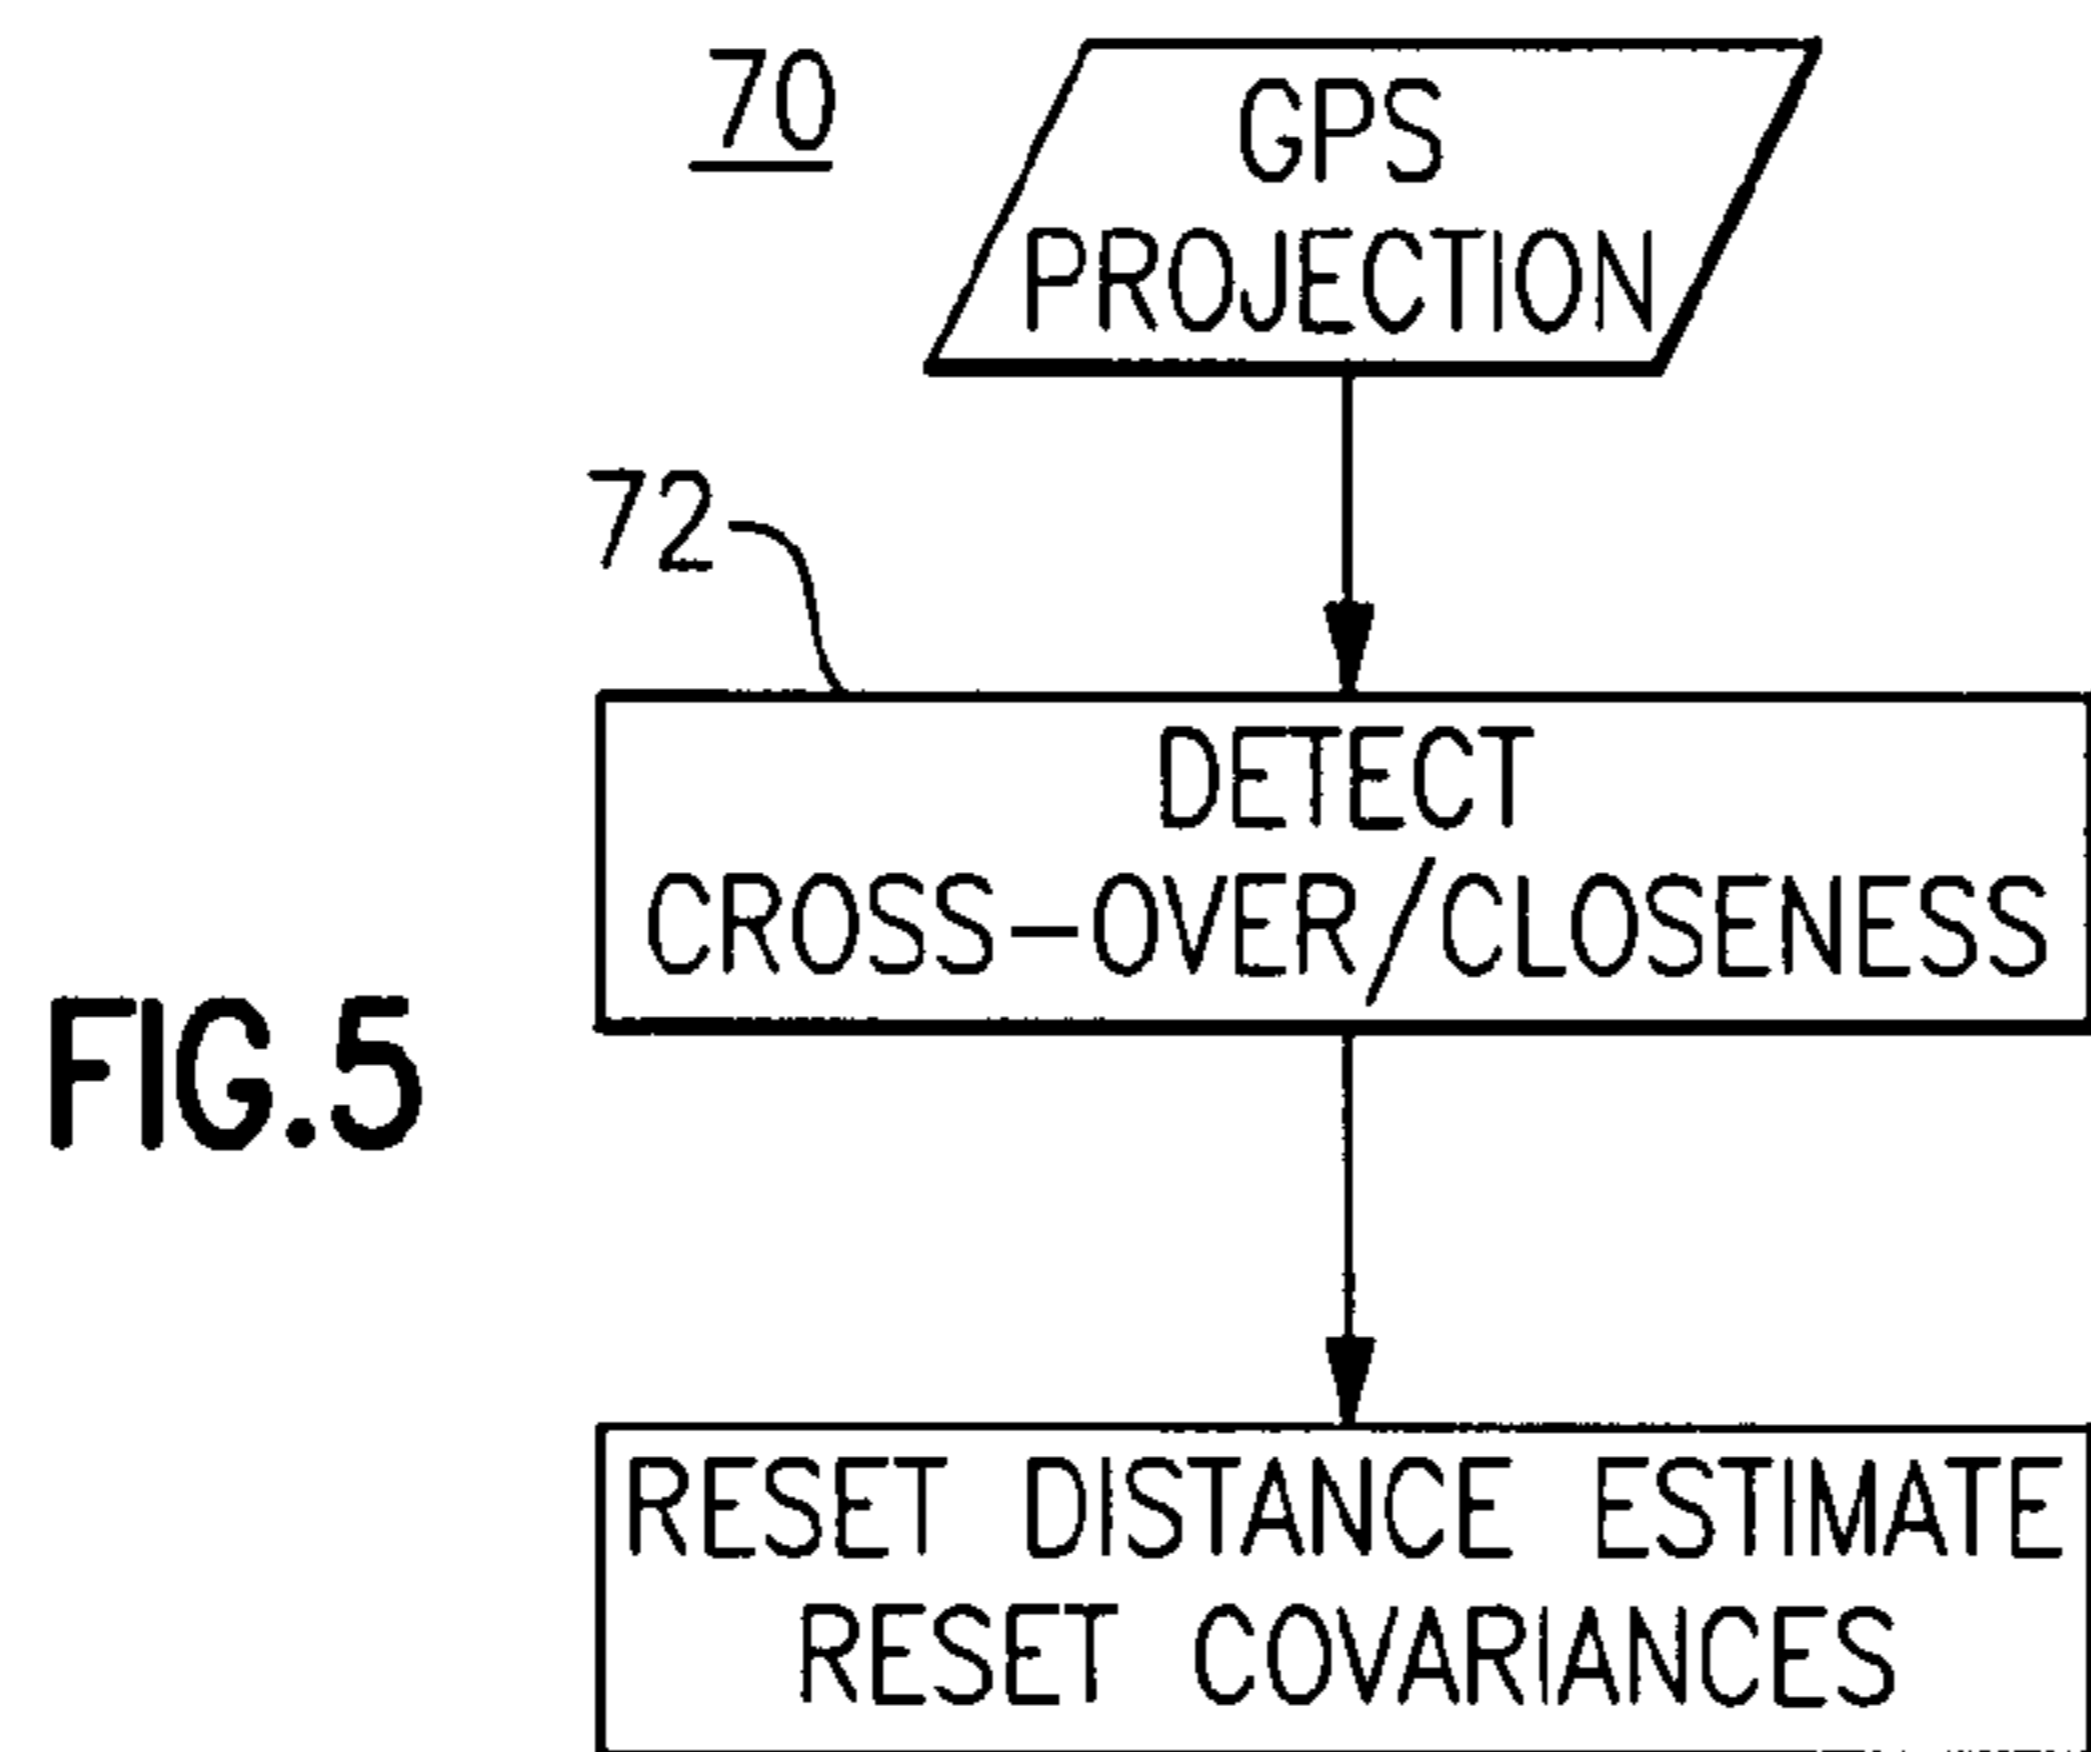 70
GPS
PROJECTION
72
DETECT
CROSS-OVER/CLOSENESS
FIG.5
RESET DISTANCE ESTIMATE
RESET COVARIANCES